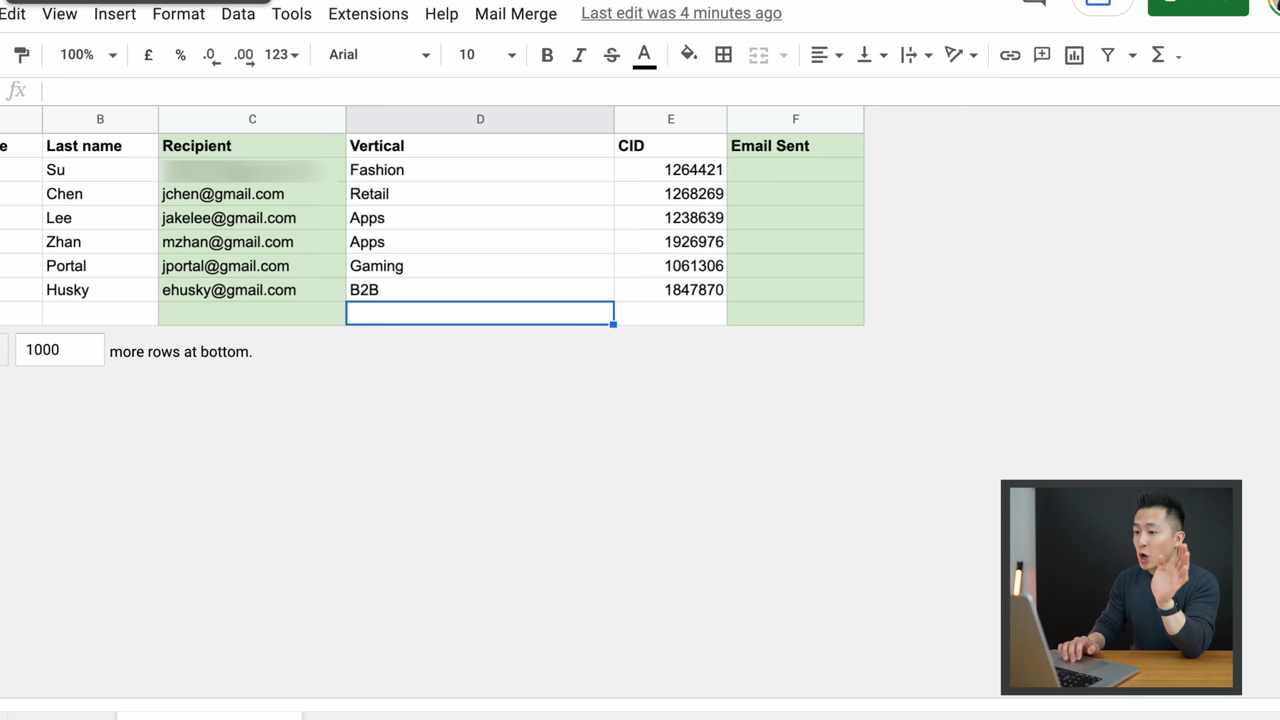 Edit View Insert Format Data Tools Extensions Help Mail Merge Last edit was 4 minutes ago
100% £ % .0 .00 123 Arial 10 B I S A Σ
fx
B C D E F
e Last name Recipient Vertical CID Email Sent
Su Fashion 1264421
Chen jchen@gmail.com Retail 1268269
Lee jakelee@gmail.com Apps 1238639
Zhan mzhan@gmail.com Apps 1926976
Portal jportal@gmail.com Gaming 1061306
Husky ehusky@gmail.com B2B 1847870
1000 more rows at bottom.